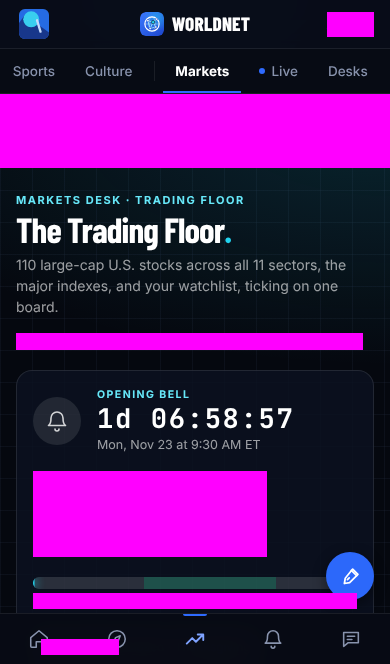 WORLDNET
Sports
Culture
Markets
Live
Desks
MARKETS DESK · TRADING FLOOR
The Trading Floor.
110 large-cap U.S. stocks across all 11 sectors, the
major indexes, and your watchlist, ticking on one
board.
OPENING BELL
1d 06:58:57
Mon, Nov 23 at 9:30 AM ET